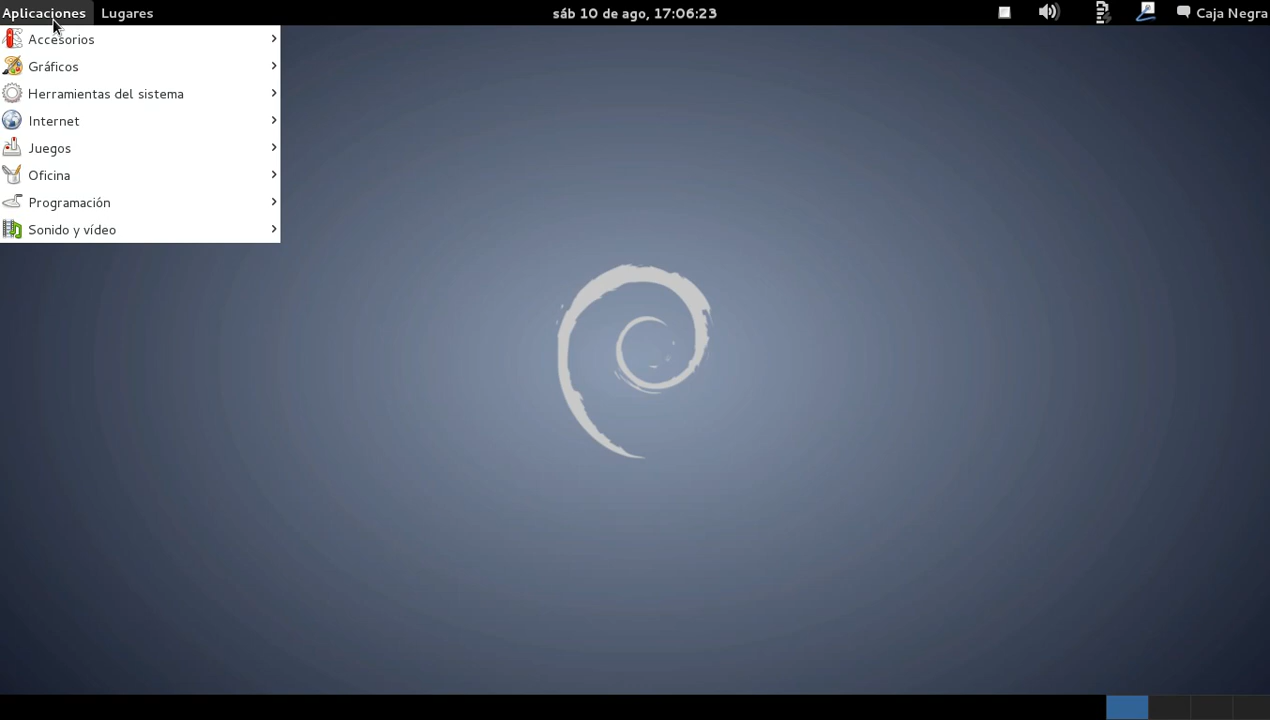 Aplicaciones Lugares sáb 10 de ago, 17:06:23 Caja Negra
Accesorios
Gráficos
Herramientas del sistema
Internet
Juegos
Oficina
Programación
Sonido y vídeo